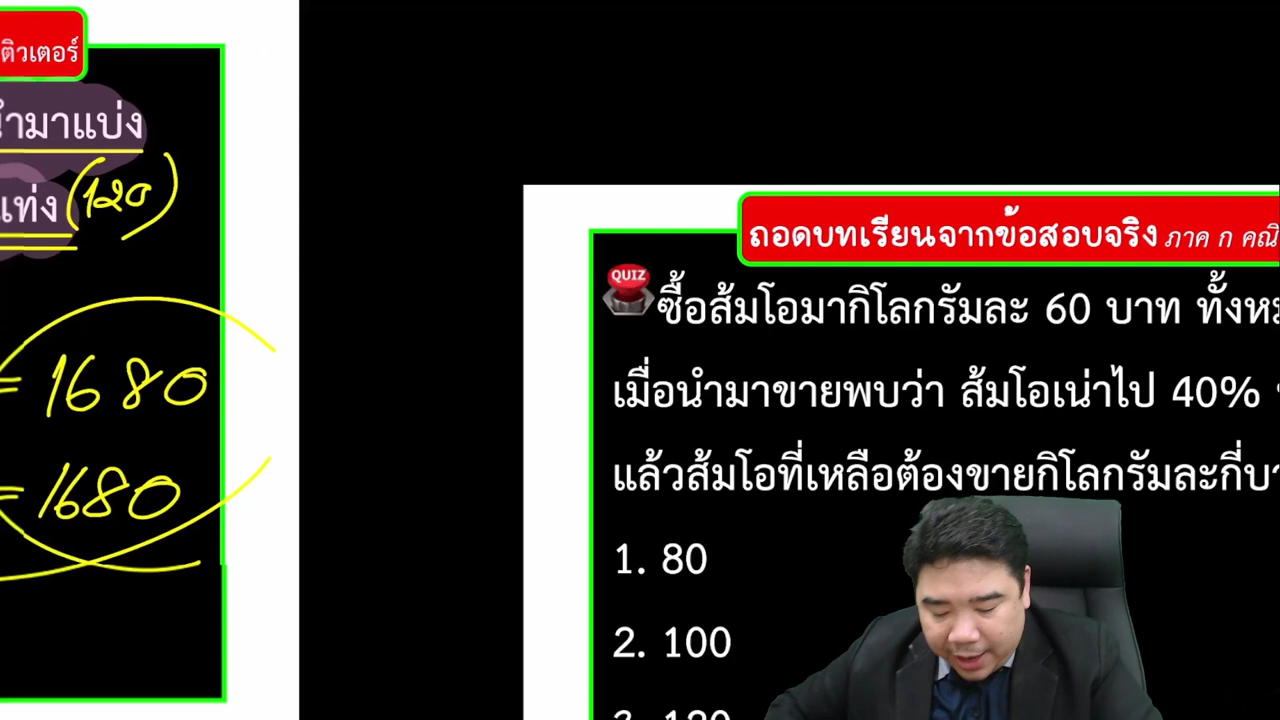 ติวเตอร์
นำมาแบ่ง
แท่ง (120)
= 1680
= 1680
ถอดบทเรียนจากข้อสอบจริง ภาค ก คณิ
QUIZ
ซื้อส้มโอมากิโลกรัมละ 60 บาท ทั้งหม
เมื่อนำมาขายพบว่า ส้มโอเน่าไป 40%
แล้วส้มโอที่เหลือต้องขายกิโลกรัมละกี่บา
1. 80
2. 100
3. 120